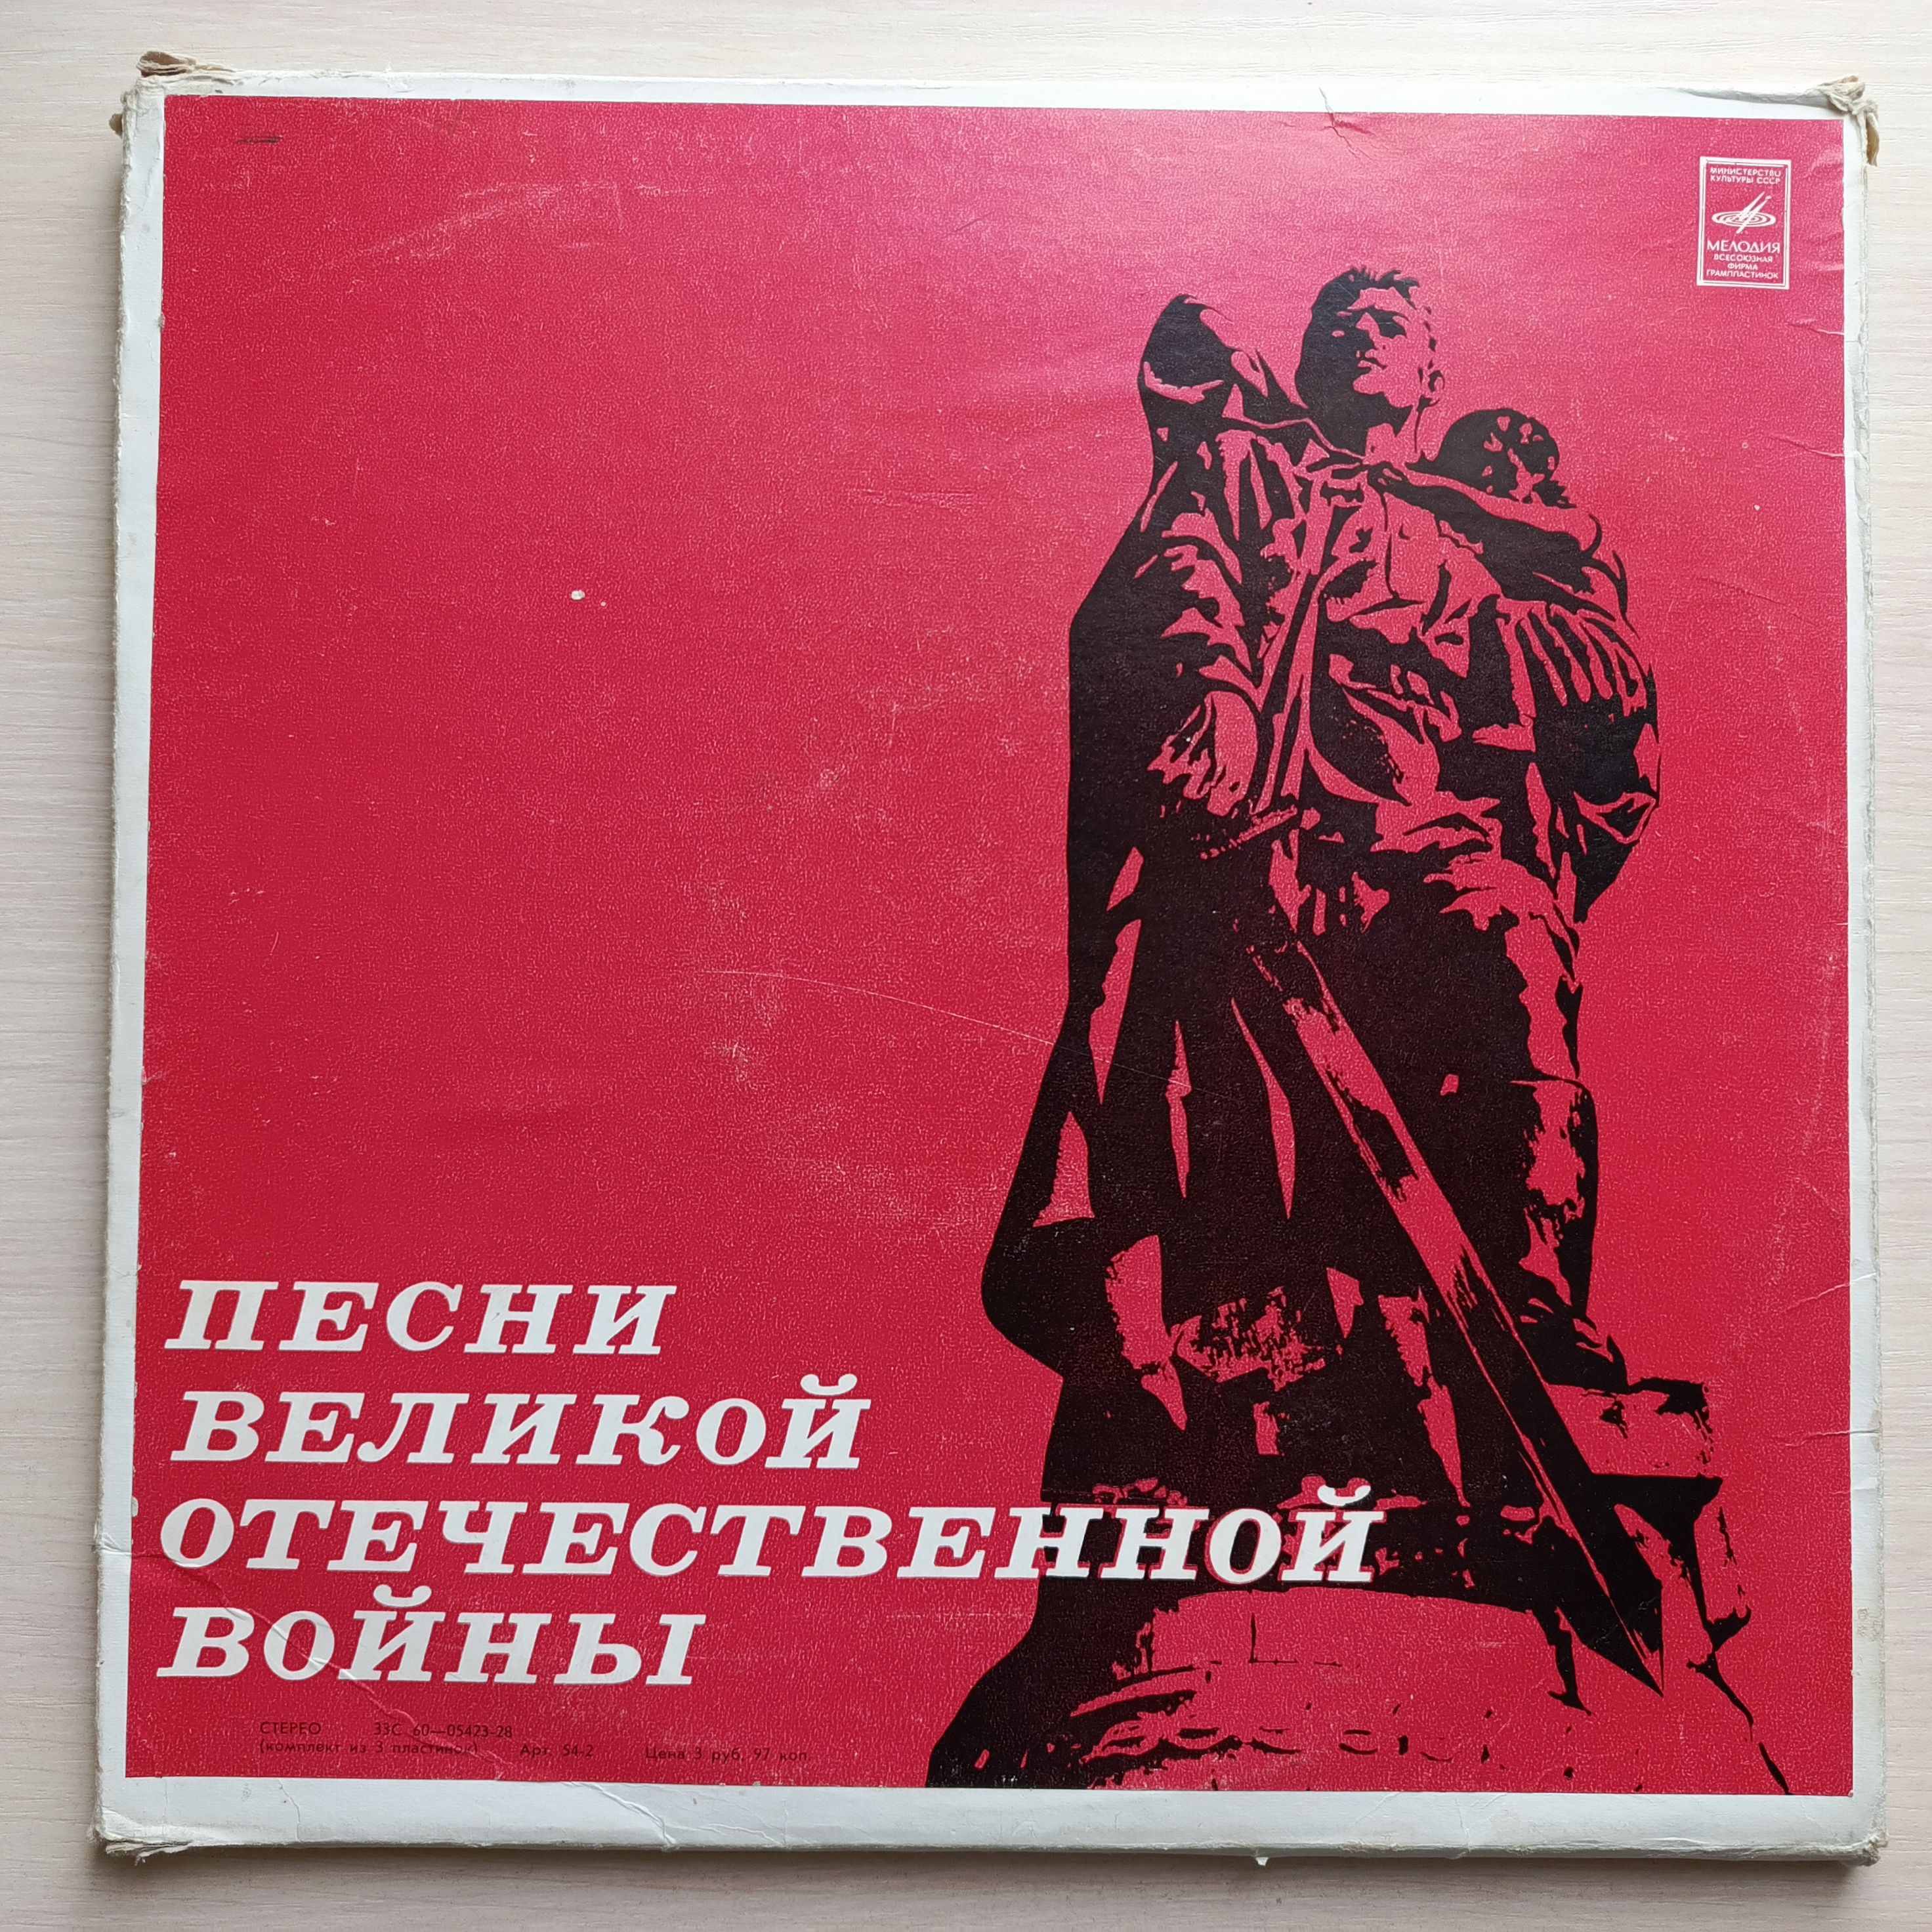 МИНИСТЕРСТВО
КУЛЬТУРЫ СССР
МЕЛОДИЯ
ВСЕСОЮЗНАЯ
ФИРМА
ГРАМПЛАСТИНОК
ПЕСНИ
ВЕЛИКОЙ
ОТЕЧЕСТВЕННОЙ
ВОЙНЫ
СТЕРЕО 33С 60—05423-28
(комплект из 3 пластинок) Арт. 54-2 Цена 3 руб. 97 коп.